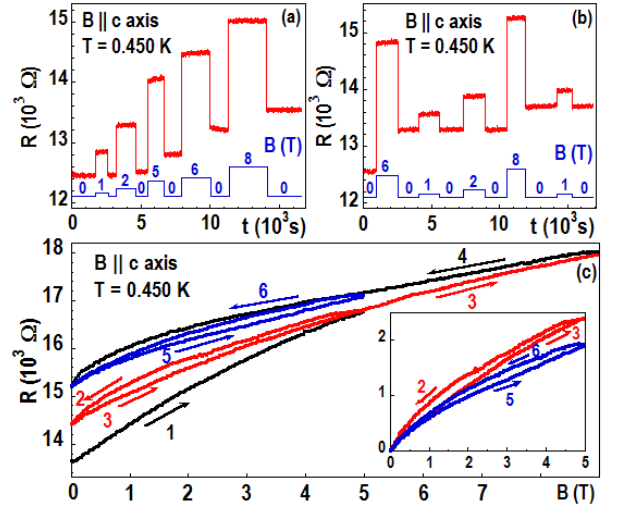 (a)
B || c axis
T = 0.450 K
R (10³ Ω)
15
14
13
12
B (T)
0 1 0 2 0 5 0 6 0 8 0
0 5 10
t (10³s)
(b)
B || c axis
T = 0.450 K
R (10³ Ω)
15
14
13
12
B (T)
6 0 1 0 2 0 8 0 1 0
0 5 10
t (10³s)
(c)
B || c axis
T = 0.450 K
R (10³ Ω)
18
17
16
15
14
4
3
6
5
2
3
1
0 1 2 3 4 5 6 7 B (T)
2
1
0
2
3
6
5
0 1 2 3 4 5